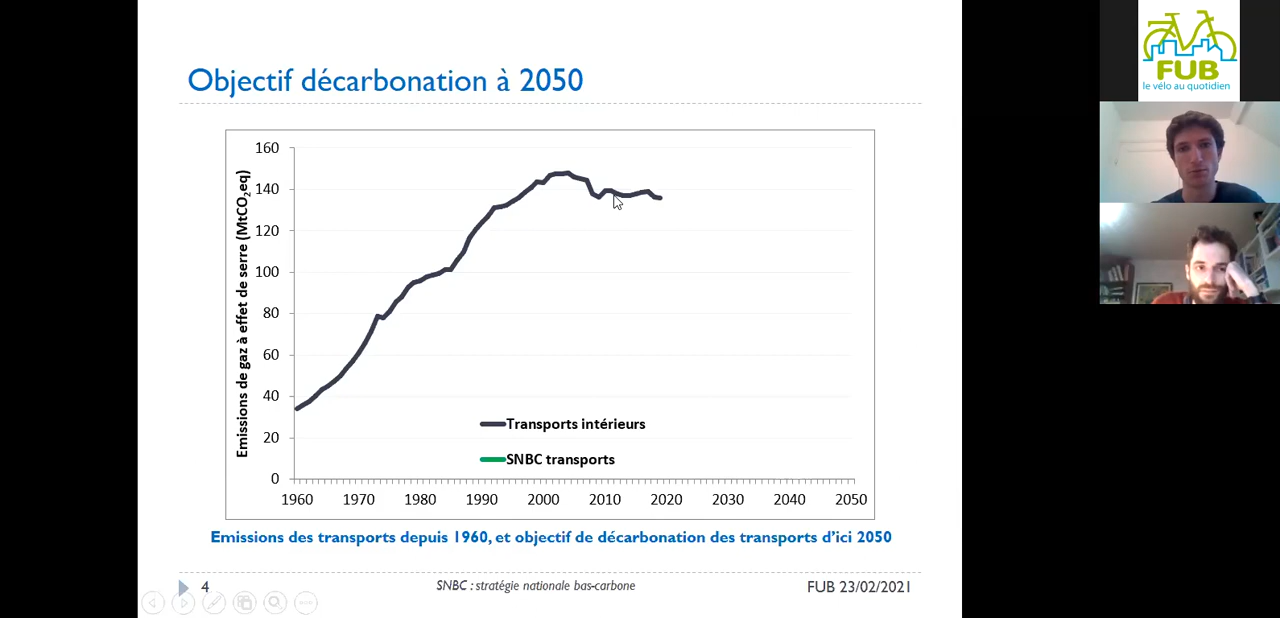 Objectif décarbonation à 2050
160
140
120
100
80
60
40
20
0
Emissions de gaz à effet de serre (MtCO2eq)
Transports intérieurs
SNBC transports
1960 1970 1980 1990 2000 2010 2020 2030 2040 2050
Emissions des transports depuis 1960, et objectif de décarbonation des transports d'ici 2050
4
SNBC : stratégie nationale bas-carbone
FUB 23/02/2021
FUB
le vélo au quotidien